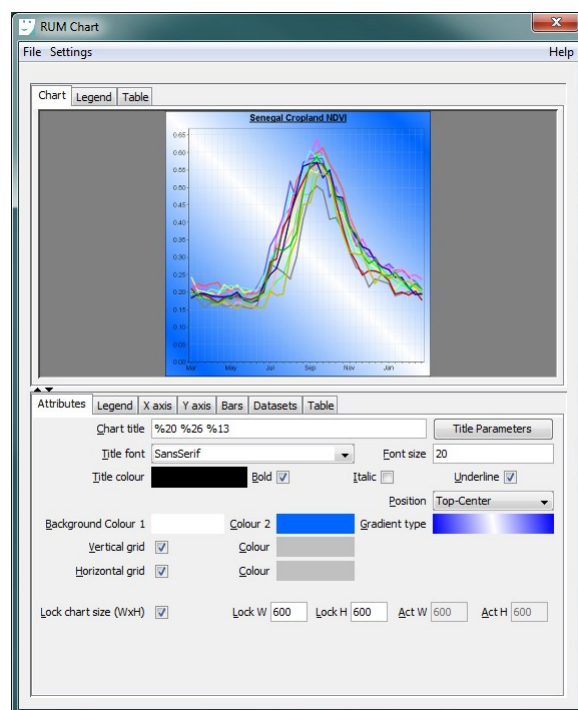 RUM Chart
File Settings Help
Chart Legend Table
Senegal Cropland NDVI
0.65
0.60
0.55
0.50
0.45
0.40
0.35
0.30
0.25
0.20
0.15
0.10
0.05
0.00
Mar May Jul Sep Nov Jan
Attributes Legend X axis Y axis Bars Datasets Table
Chart title %20 %26 %13 Title Parameters
Title font SansSerif Font size 20
Title colour Bold Italic Underline
Position Top-Center
Background Colour 1 Colour 2 Gradient type
Vertical grid Colour
Horizontal grid Colour
Lock chart size (WxH) Lock W 600 Lock H 600 Act W 600 Act H 600